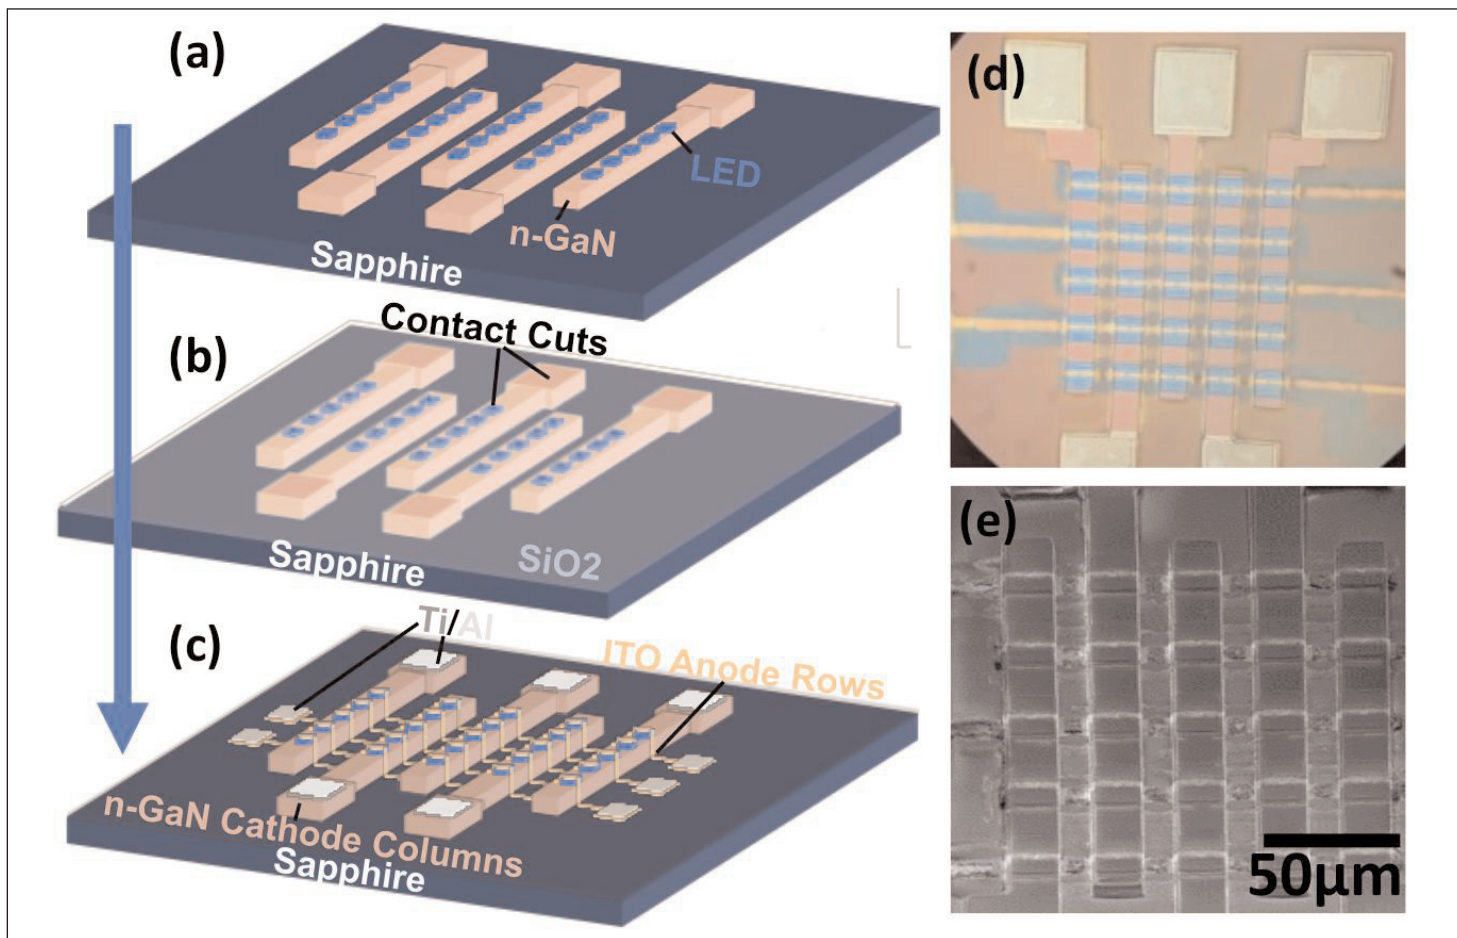 (a)
LED
n-GaN
Sapphire
Contact Cuts
(b)
Sapphire
SiO2
Ti/Al
(c)
ITO Anode Rows
n-GaN Cathode Columns
Sapphire
(d)
(e)
50μm